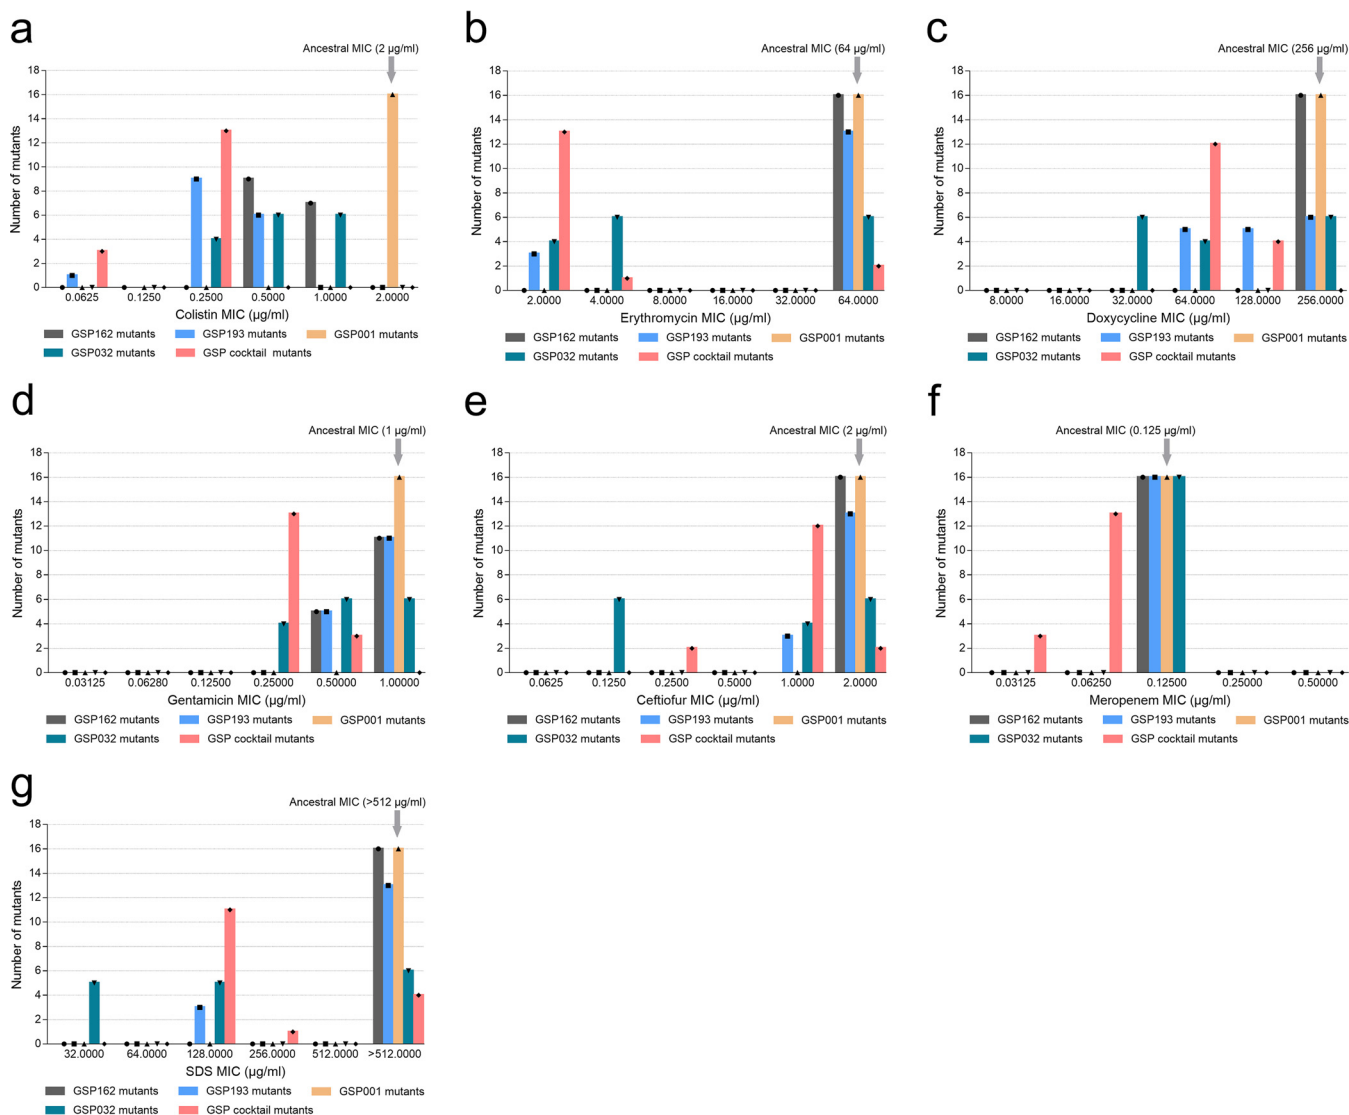 a
Ancestral MIC (2 µg/ml)
18
16
14
12
10
8
6
4
2
0
Number of mutants
0.0625 0.1250 0.2500 0.5000 1.0000 2.0000
Colistin MIC (µg/ml)
GSP162 mutants GSP193 mutants GSP001 mutants
GSP032 mutants GSP cocktail mutants
b
Ancestral MIC (64 µg/ml)
18
16
14
12
10
8
6
4
2
0
Number of mutants
2.0000 4.0000 8.0000 16.0000 32.0000 64.0000
Erythromycin MIC (µg/ml)
GSP162 mutants GSP193 mutants GSP001 mutants
GSP032 mutants GSP cocktail mutants
c
Ancestral MIC (256 µg/ml)
18
16
14
12
10
8
6
4
2
0
Number of mutants
8.0000 16.0000 32.0000 64.0000 128.0000 256.0000
Doxycycline MIC (µg/ml)
GSP162 mutants GSP193 mutants GSP001 mutants
GSP032 mutants GSP cocktail mutants
d
Ancestral MIC (1 µg/ml)
18
16
14
12
10
8
6
4
2
0
Number of mutants
0.03125 0.06280 0.12500 0.25000 0.50000 1.00000
Gentamicin MIC (µg/ml)
GSP162 mutants GSP193 mutants GSP001 mutants
GSP032 mutants GSP cocktail mutants
e
Ancestral MIC (2 µg/ml)
18
16
14
12
10
8
6
4
2
0
Number of mutants
0.0625 0.1250 0.2500 0.5000 1.0000 2.0000
Ceftiofur MIC (µg/ml)
GSP162 mutants GSP193 mutants GSP001 mutants
GSP032 mutants GSP cocktail mutants
f
Ancestral MIC (0.125 µg/ml)
18
16
14
12
10
8
6
4
2
0
Number of mutants
0.03125 0.06250 0.12500 0.25000 0.50000
Meropenem MIC (µg/ml)
GSP162 mutants GSP193 mutants GSP001 mutants
GSP032 mutants GSP cocktail mutants
g
Ancestral MIC (>512 µg/ml)
18
16
14
12
10
8
6
4
2
0
Number of mutants
32.0000 64.0000 128.0000 256.0000 512.0000 >512.0000
SDS MIC (µg/ml)
GSP162 mutants GSP193 mutants GSP001 mutants
GSP032 mutants GSP cocktail mutants